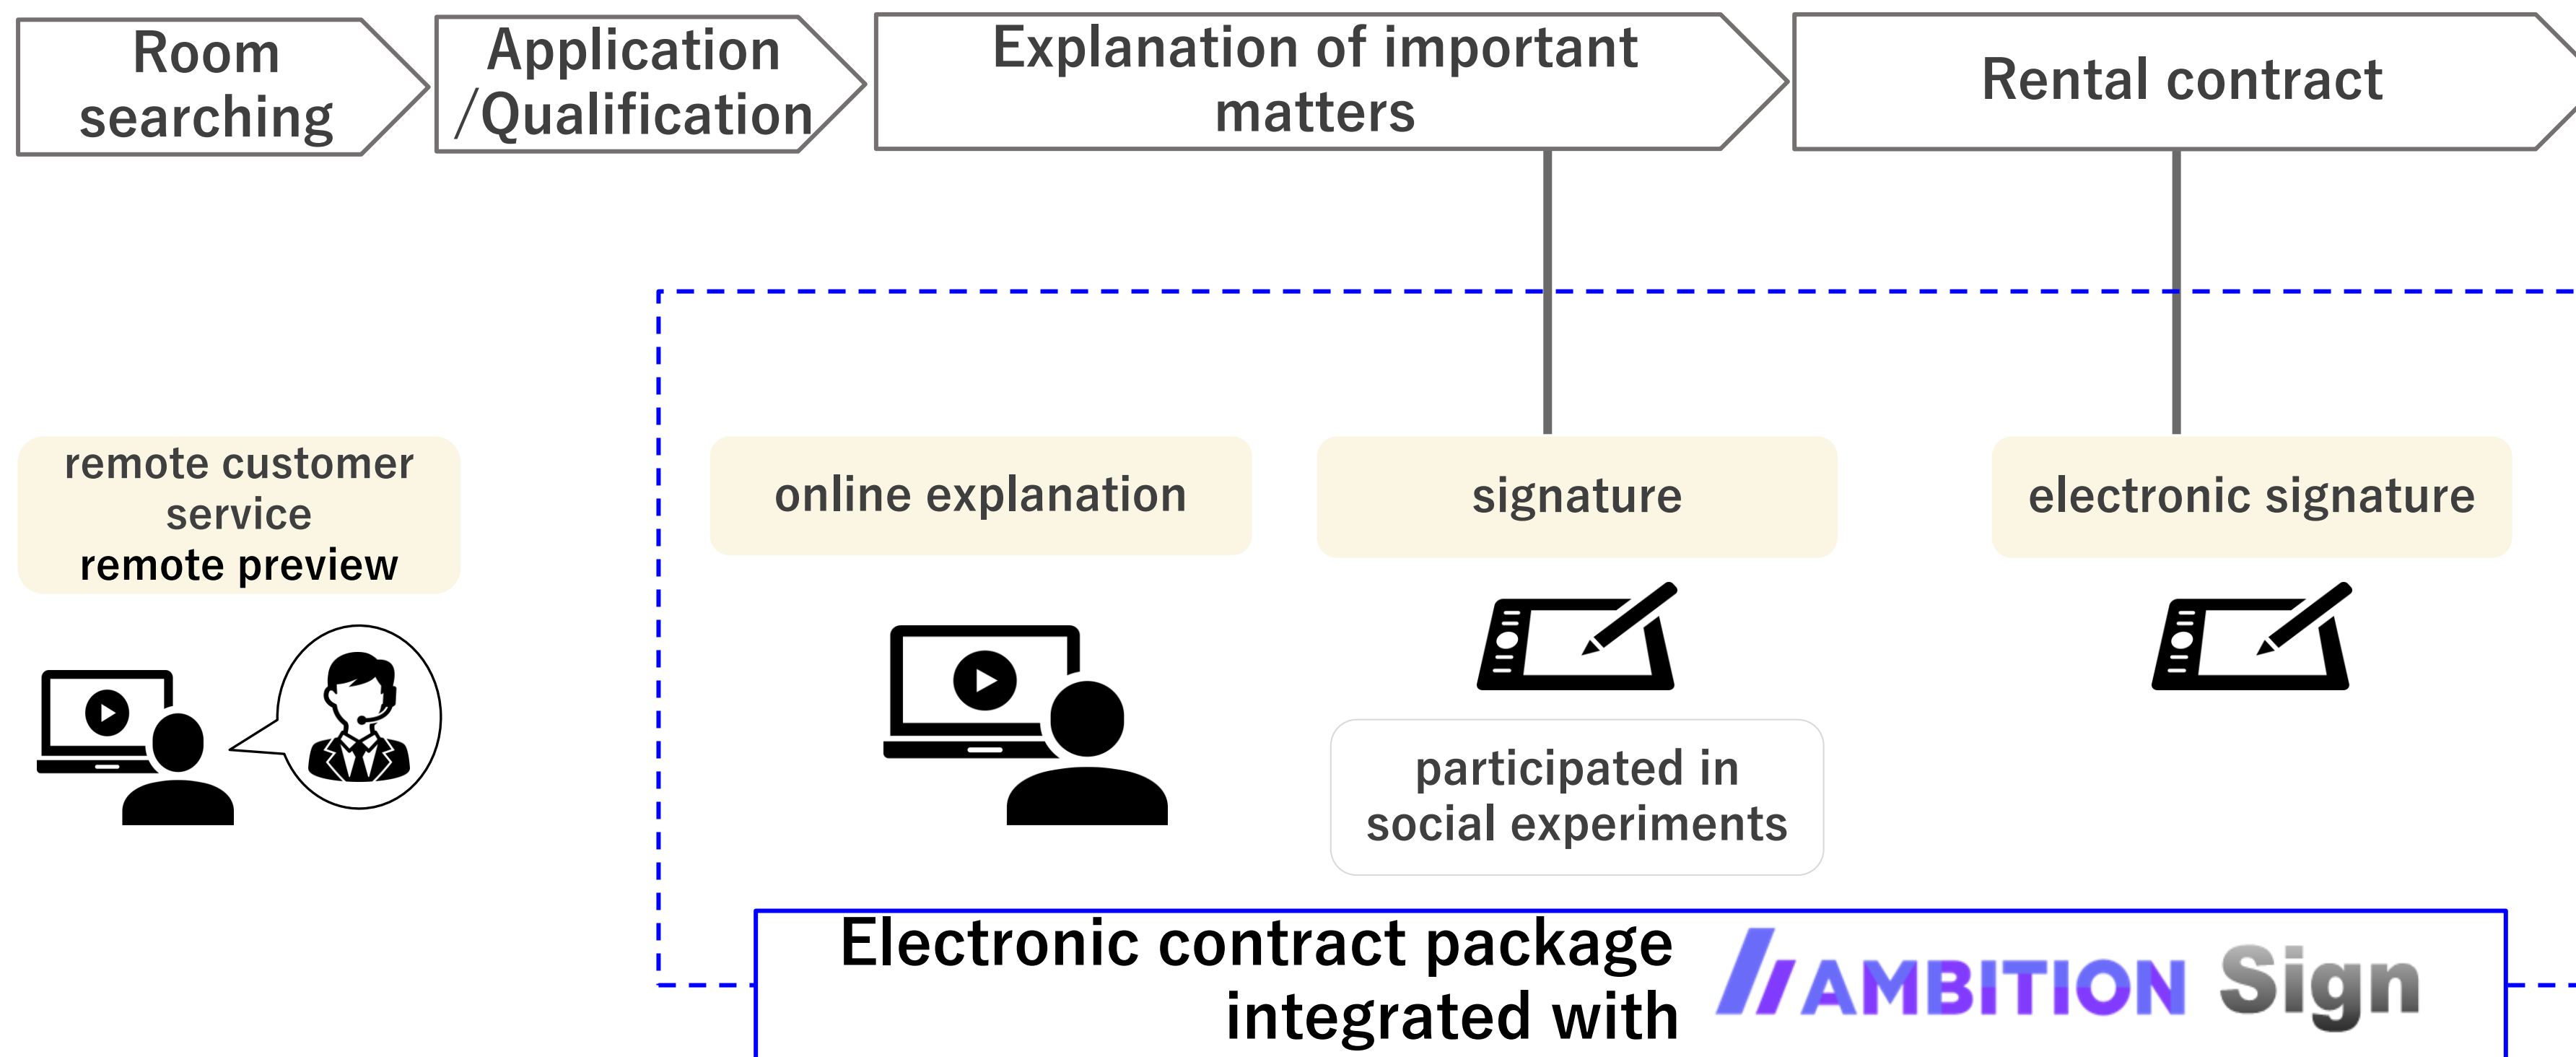 Room
searching
Application
/Qualification
Explanation of important
matters
Rental contract
remote customer
service
remote preview
online explanation
signature
electronic signature
participated in
social experiments
Electronic contract package
integrated with
AMBITION Sign